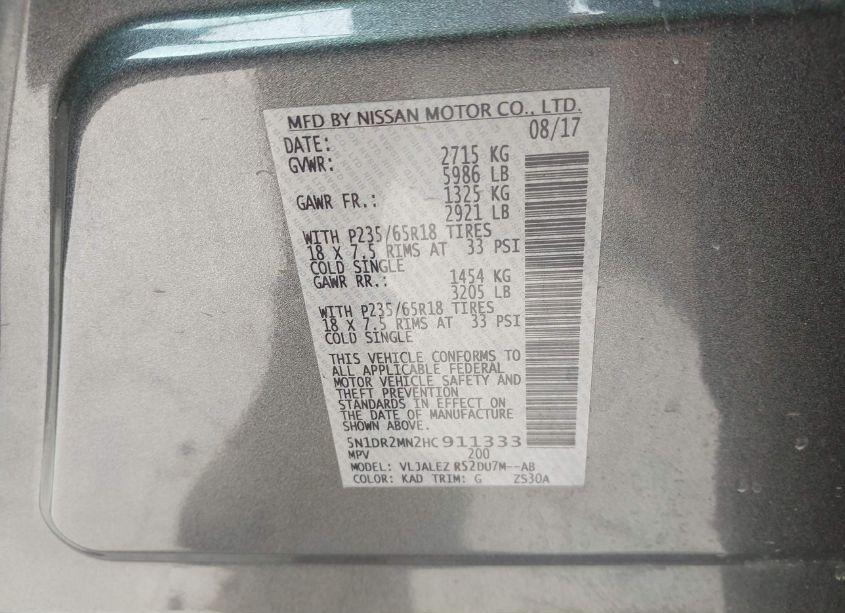 MFD BY NISSAN MOTOR CO., LTD.
DATE: 08/17
GVWR: 2715 KG
5986 LB
GAWR FR.: 1325 KG
2921 LB
WITH P235/65R18 TIRES
18 X 7.5 RIMS AT 33 PSI
COLD SINGLE
GAWR RR.: 1454 KG
3205 LB
WITH P235/65R18 TIRES
18 X 7.5 RIMS AT 33 PSI
COLD SINGLE
THIS VEHICLE CONFORMS TO
ALL APPLICABLE FEDERAL
MOTOR VEHICLE SAFETY AND
THEFT PREVENTION
STANDARDS IN EFFECT ON
THE DATE OF MANUFACTURE
SHOWN ABOVE.
5N1DR2MN2HC911333
MPV 200
MODEL: VLJALEZ R52DU7M--AB
COLOR: KAD TRIM: G ZS30A